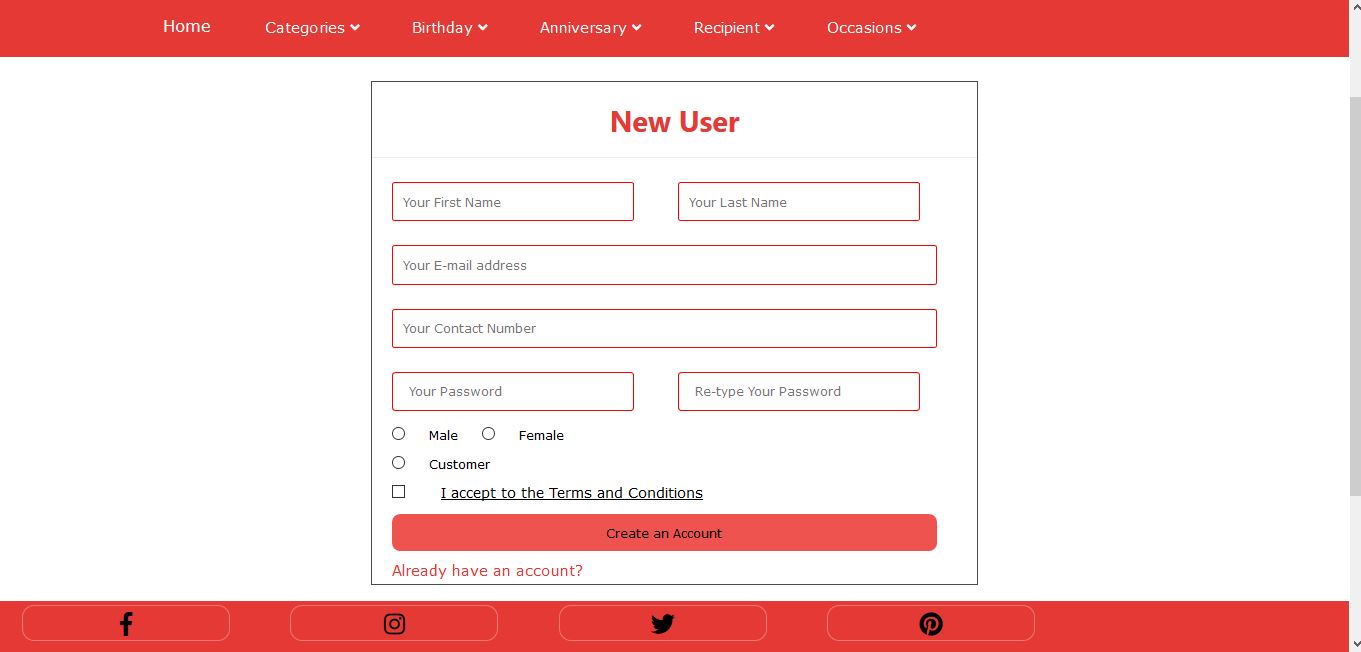 Home Categories Birthday Anniversary Recipient Occasions
New User
Your First Name Your Last Name
Your E-mail address
Your Contact Number
Your Password Re-type Your Password
Male Female
Customer
I accept to the Terms and Conditions
Create an Account
Already have an account?